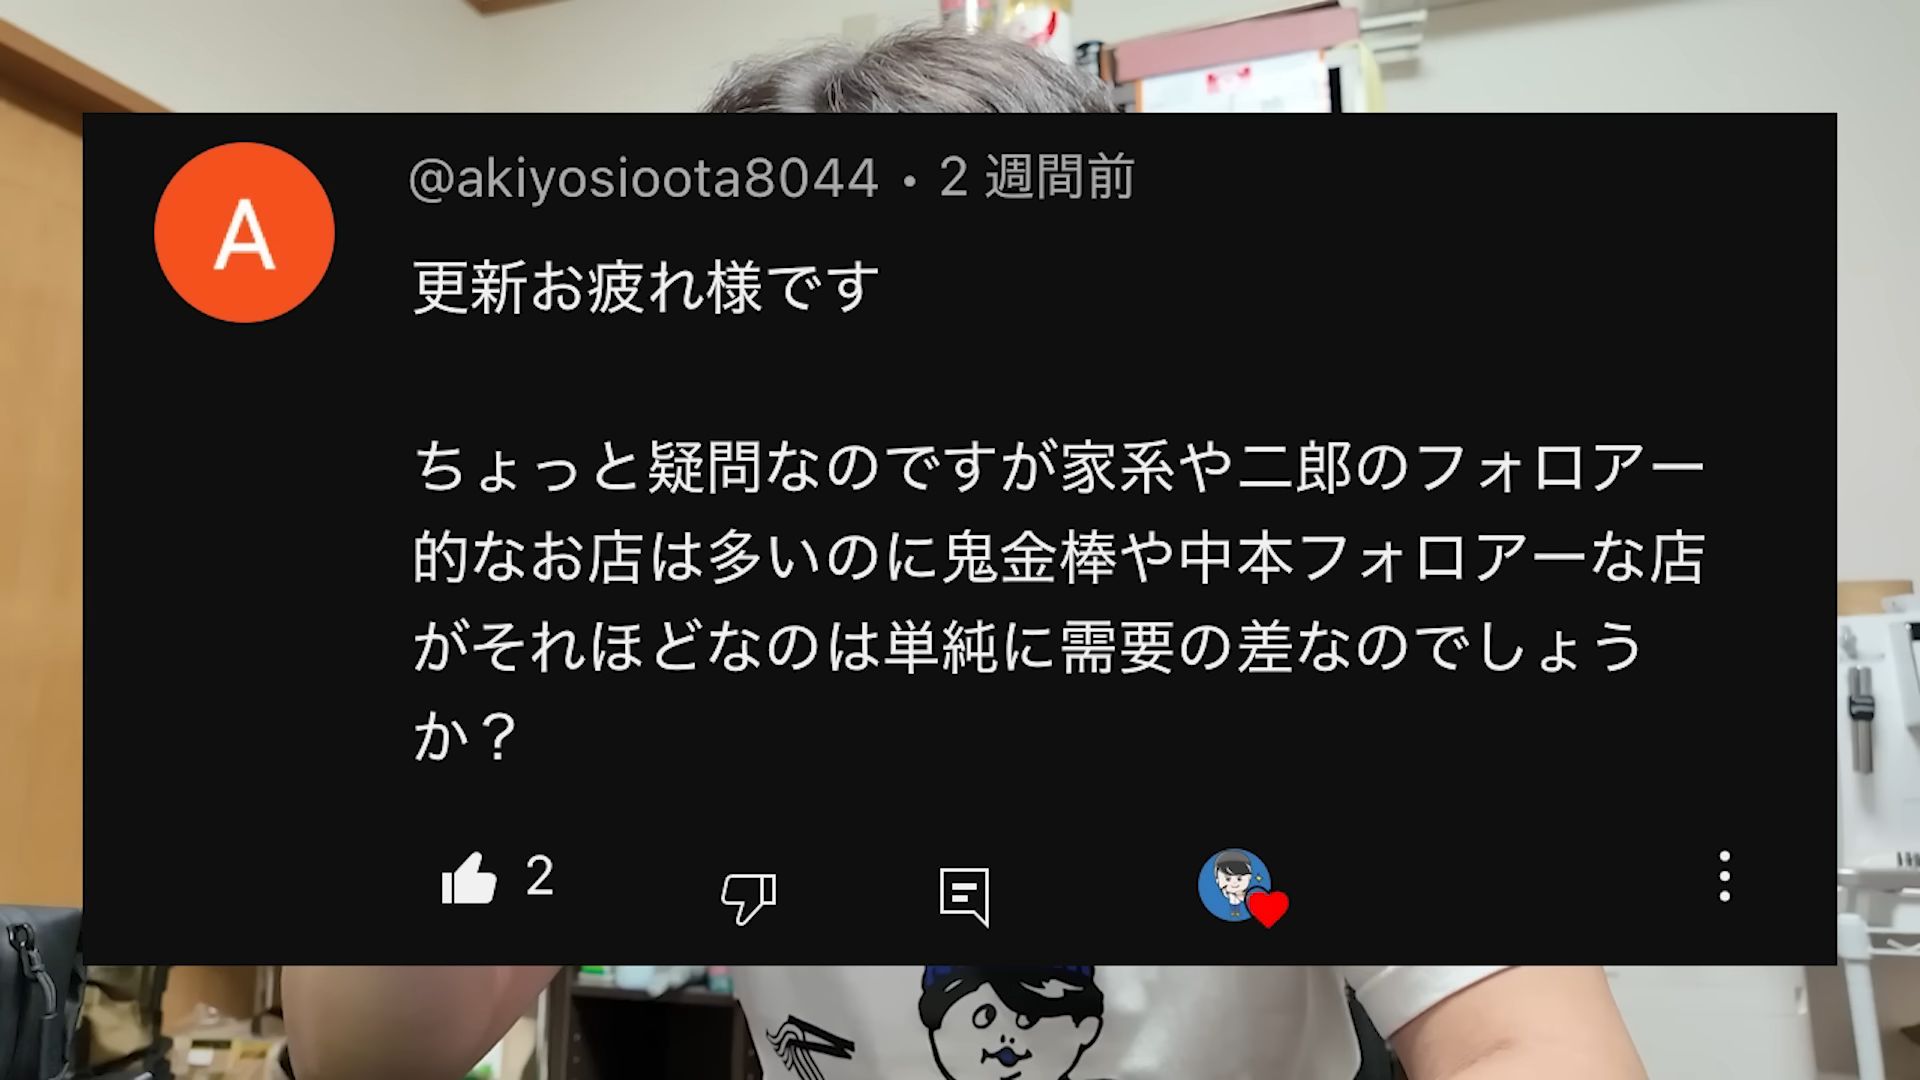 A
@akiyosioota8044・2 週間前
更新お疲れ様です
ちょっと疑問なのですが家系や二郎のフォロアー
的なお店は多いのに鬼金棒や中本フォロアーな店
がそれほどなのは単純に需要の差なのでしょう
か？
2